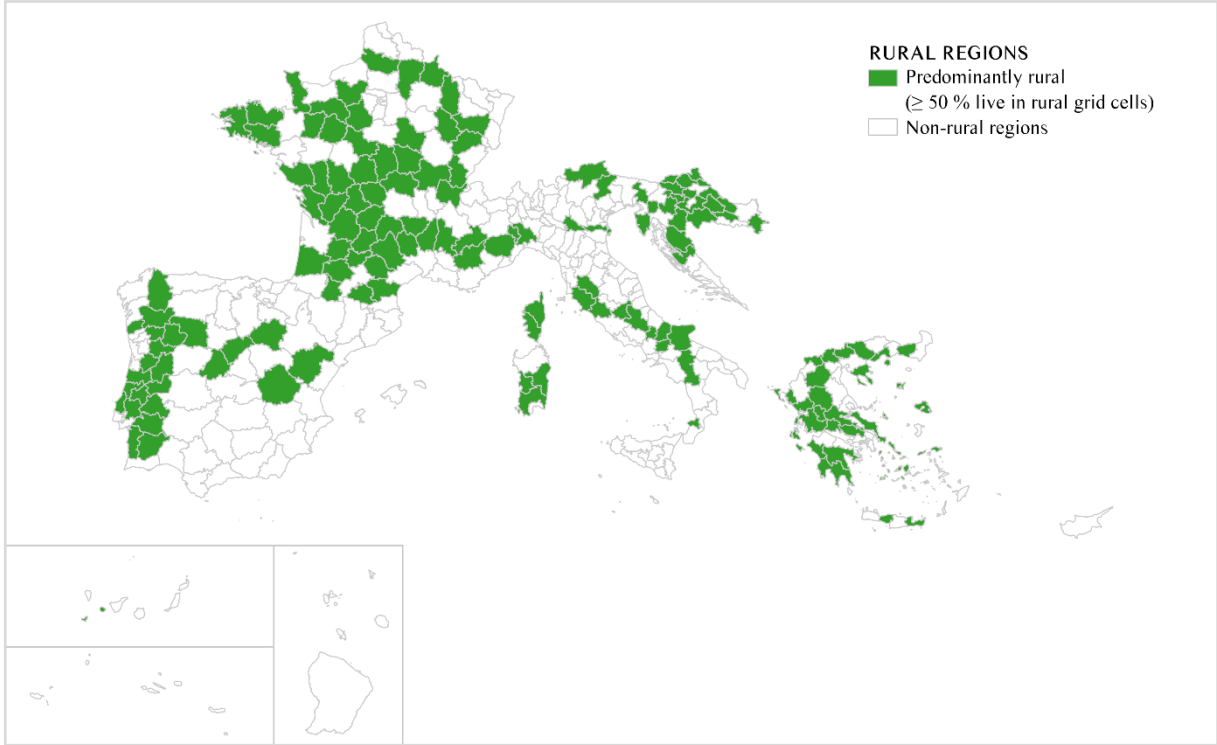 RURAL REGIONS
Predominantly rural
(≥ 50 % live in rural grid cells)
Non-rural regions